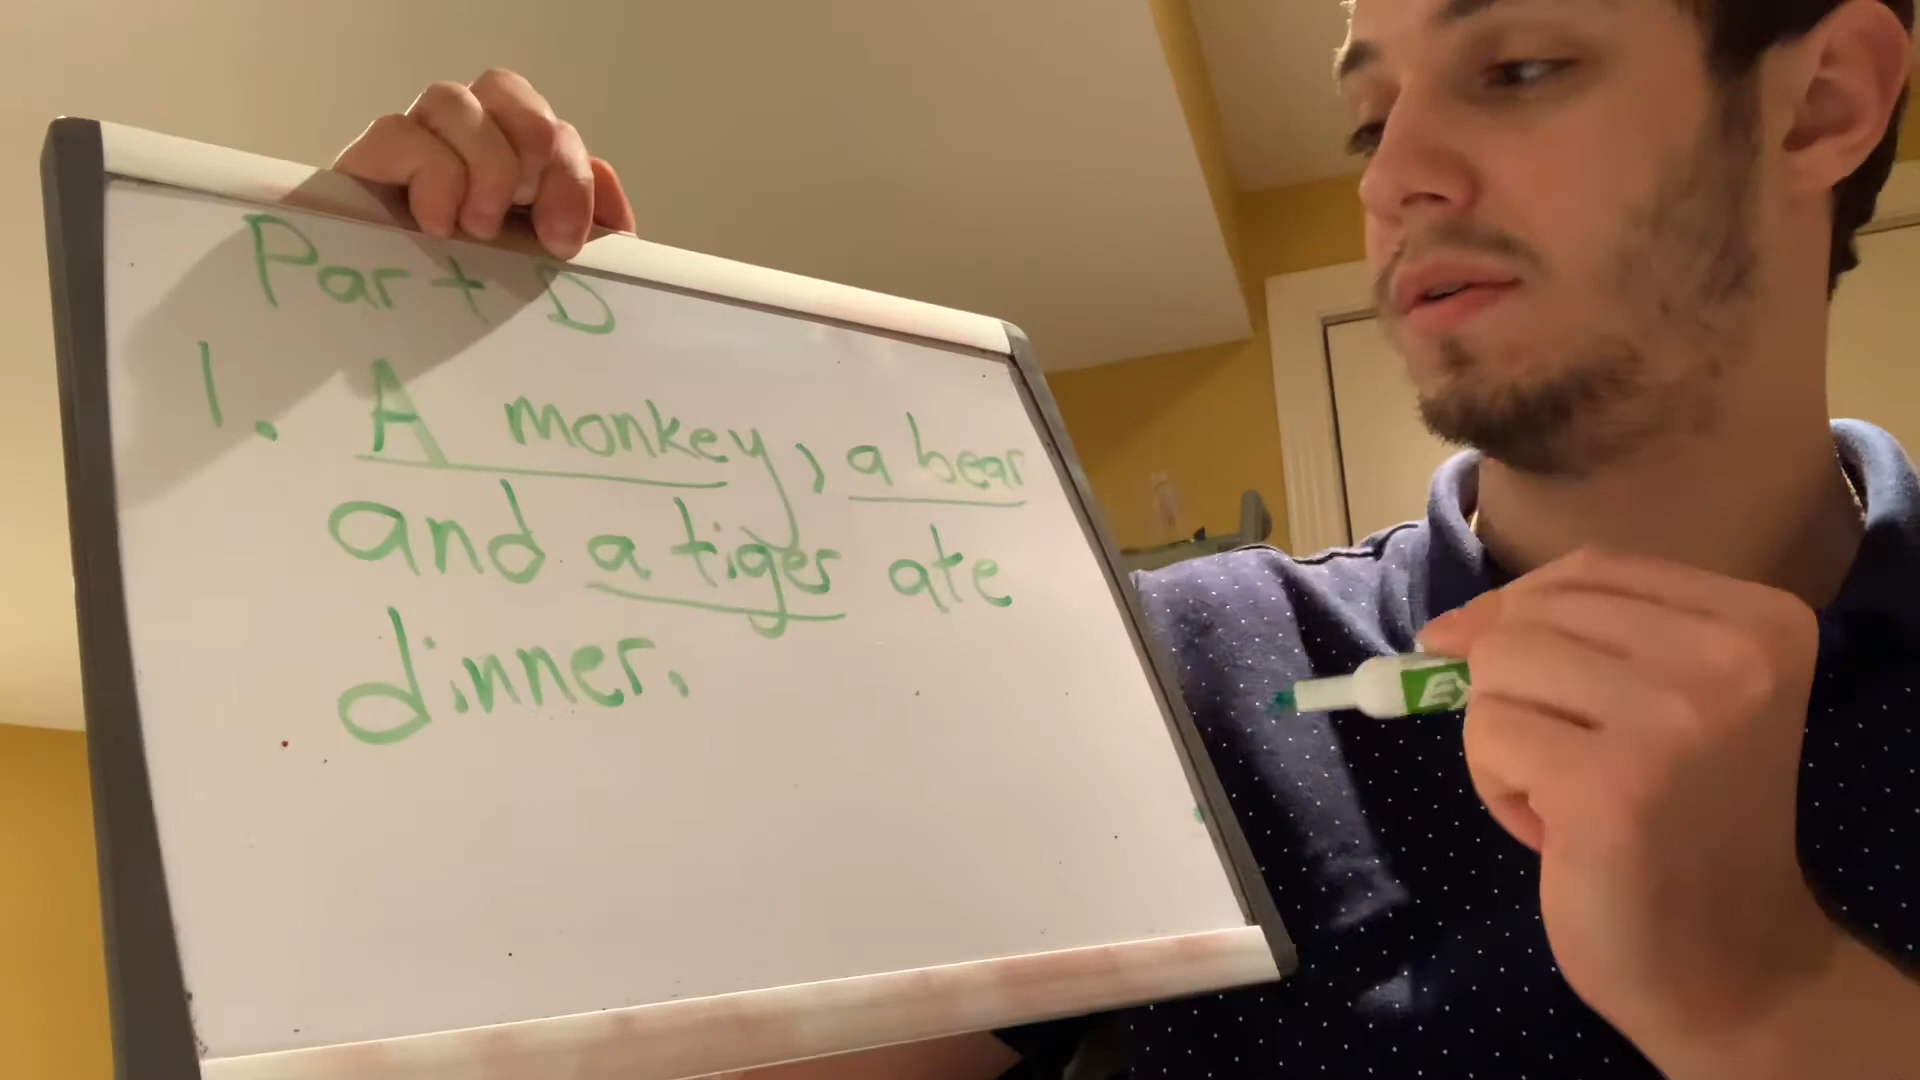 Part D
1. A monkey, a bear
and a tiger ate
dinner.